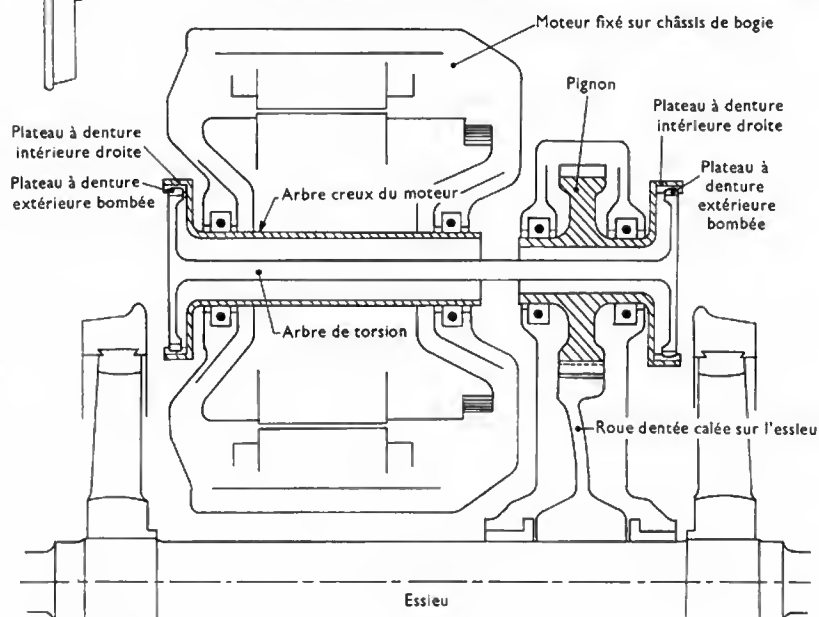 Moteur fixé sur châssis de bogie
Pignon
Plateau à denture
intérieure droite
Plateau à denture
intérieure droite
Plateau à denture
extérieure bombée
Plateau à
denture
extérieure
bombée
Arbre creux du moteur
Arbre de torsion
Roue dentée calée sur l'essieu
Essieu